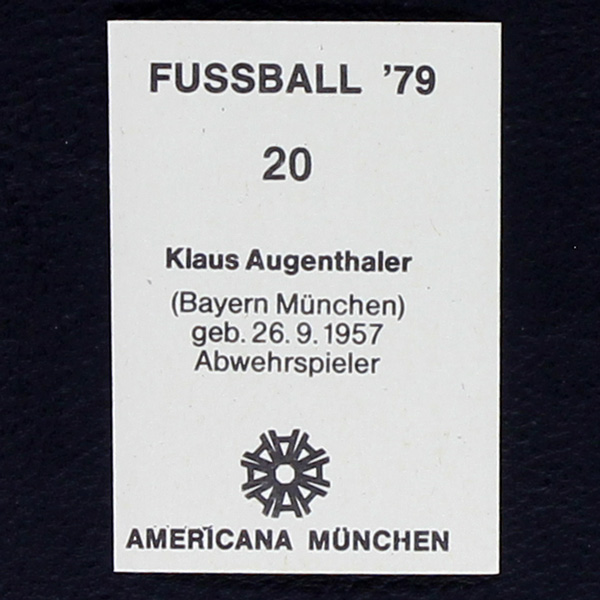 FUSSBALL '79
20
Klaus Augenthaler
(Bayern München)
geb. 26. 9. 1957
Abwehrspieler
AMERICANA MÜNCHEN